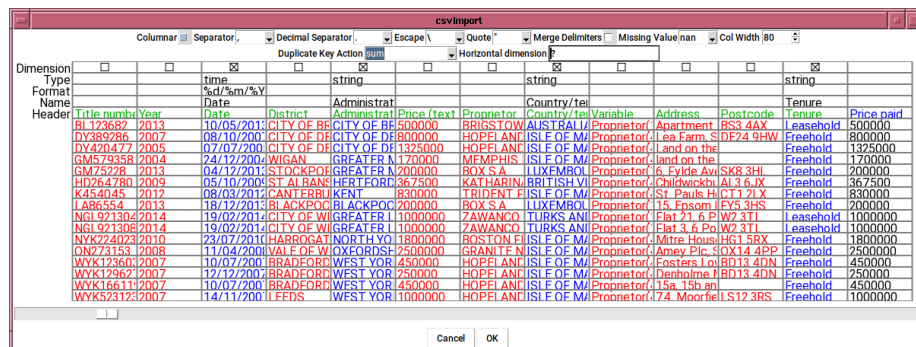 csvImport
Columnar Separator , Decimal Separator . Escape \ Quote " Merge Delimiters Missing Value nan Col Width 80
Duplicate Key Action sum Horizontal dimension ?
Dimension
Type time string string string
Format %d/%m/%Y
Name Date Administrat Country/ter Tenure
Header Title numbe Year Date District Administrat Price (text Proprietor Country/ter Variable Address Postcode Tenure Price paid
BL123682 2013 10/05/2013 CITY OF BR CITY OF BR 500000 BRIGSTOW AUSTRALIA Proprietor( Apartment BS3 4AX Leasehold 500000
DY389286 2007 08/10/2007 CITY OF DE CITY OF DE 800000 HOPELAND ISLE OF MA Proprietor( Lea Farm, S DE24 9HW Freehold 800000
DY420477 2005 07/07/200 CITY OF DE CITY OF DE 1325000 HOPELAND ISLE OF MA Proprietor( Land on the Freehold 1325000
GM579358 2004 24/12/2004 WIGAN GREATER M 170000 MEMPHIS ISLE OF MA Proprietor( land on the Freehold 170000
GM75228 2013 04/12/2013 STOCKPOR GREATER M 200000 BOX S.A LUXEMBOU Proprietor( 6, Fylde Av SK8 3HL Freehold 200000
HD264780 2009 05/10/2009 ST ALBANS HERTFORD 367500 KATHARIN BRITISH VI Proprietor( Childwickbu AL3 6JX Freehold 367500
K454045 2012 08/03/2012 CANTERBU KENT 830000 TRIDENT F ISLE OF MA Proprietor( St. Pauls H CT1 2LX Freehold 830000
LA86554 2013 18/12/2013 BLACKPOO BLACKPOO 200000 BOX S.A LUXEMBOU Proprietor( 15, Epsom FY5 3HS Freehold 200000
NGL921304 2014 19/02/2014 CITY OF WE GREATER L 1000000 ZAWANCO TURKS AND Proprietor( Flat 21, 6 P W2 3TL Leasehold 1000000
NGL921308 2014 19/02/2014 CITY OF WE GREATER L 1000000 ZAWANCO TURKS AND Proprietor( Flat 3, 6 Po W2 3TL Leasehold 1000000
NYK224023 2010 23/07/2010 HARROGAT NORTH YO 1800000 BOSTON FI ISLE OF MA Proprietor( Mitre Hous HG1 5RX Freehold 1800000
ON273153 2008 11/04/2008 VALE OF W OXFORDSH 2500000 GRANITE N ISLE OF MA Proprietor( Amey Plc, S OX14 4PP Freehold 2500000
WYK123603 2007 10/07/2007 BRADFORD WEST YOR 450000 HOPELAND ISLE OF MA Proprietor( Fosters Lo BD13 4DN Freehold 450000
WYK12962 2007 12/12/2007 BRADFORD WEST YOR 250000 HOPELAND ISLE OF MA Proprietor( Denholme BD13 4DN Freehold 250000
WYK16611 2007 10/07/2007 BRADFORD WEST YOR 450000 HOPELAND ISLE OF MA Proprietor( 15a, 15b an Freehold 450000
WYK523123 2007 14/11/2007 LEEDS WEST YOR 1000000 HOPELAND ISLE OF MA Proprietor( 74, Moorfie LS12 3RS Freehold 1000000
Cancel OK